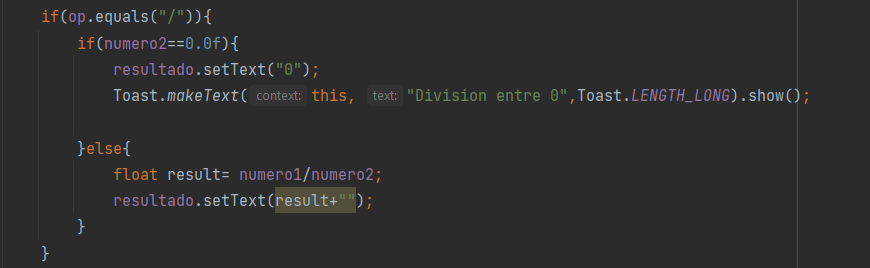 if(op.equals("/")){
if(numero2==0.0f){
resultado.setText("0");
Toast.makeText( context: this, text: "Division entre 0",Toast.LENGTH_LONG).show();
}else{
float result= numero1/numero2;
resultado.setText(result+"");
}
}